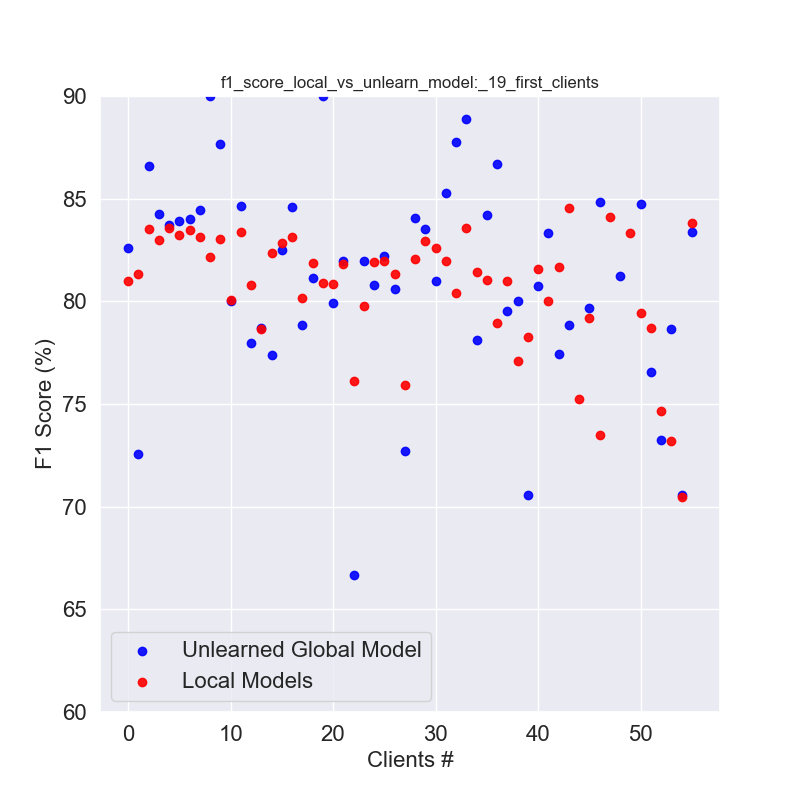 f1_score_local_vs_unlearn_model:_19_first_clients
90
85
80
75
70
65
60
F1 Score (%)
Unlearned Global Model
Local Models
0 10 20 30 40 50
Clients #